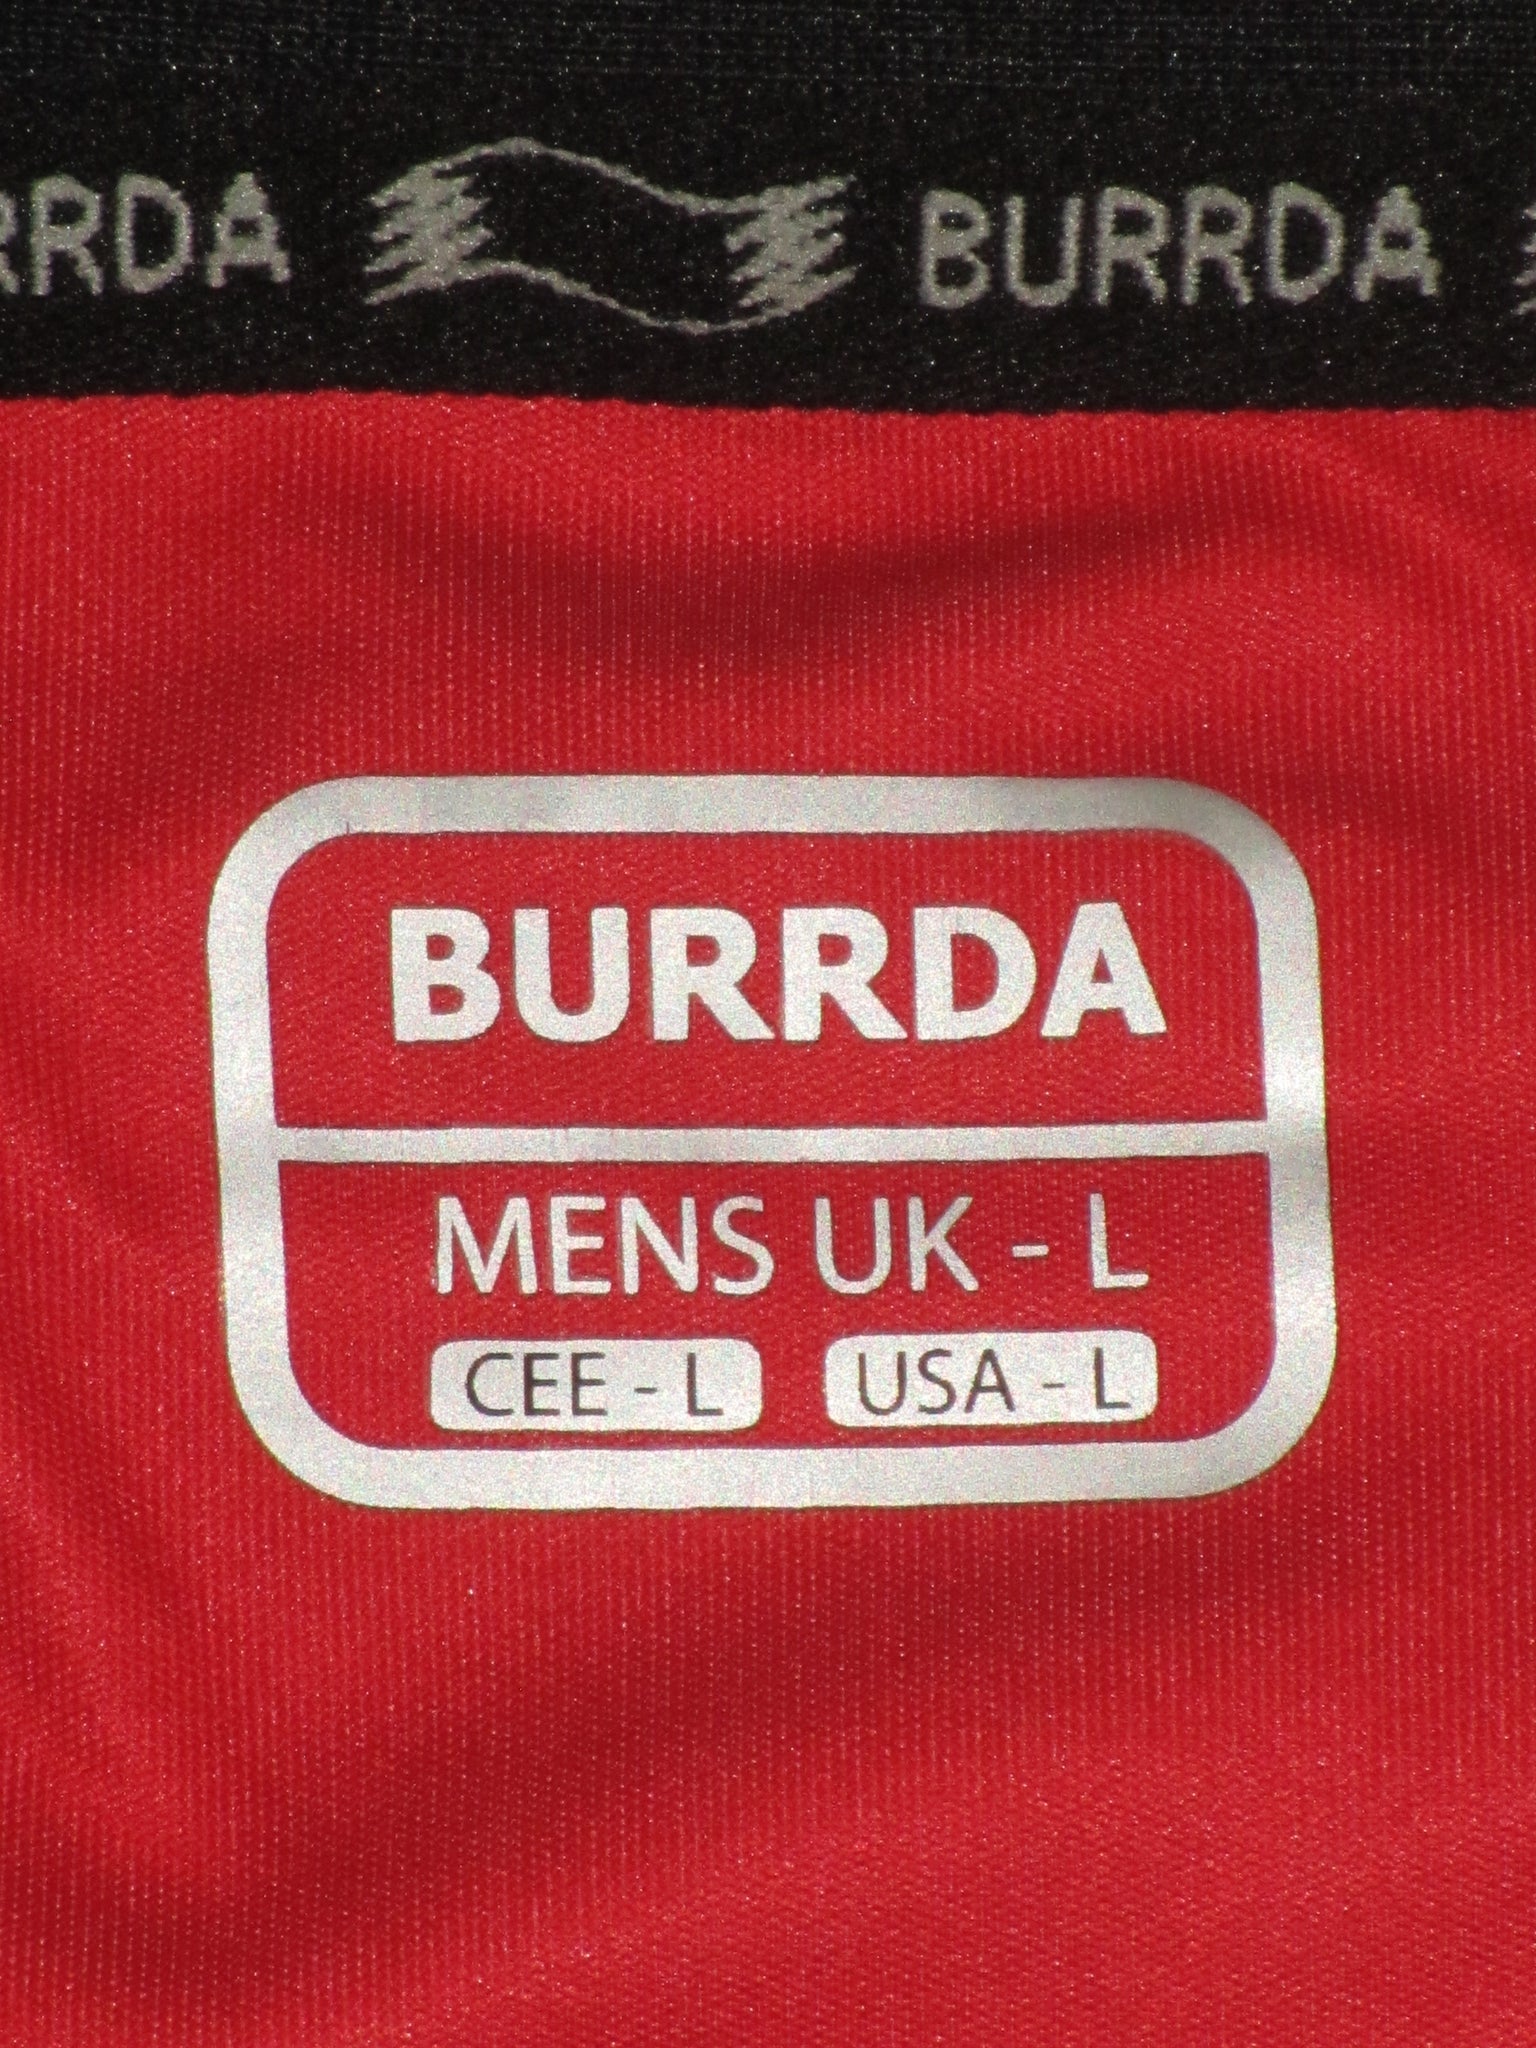 RRDA BURRDA
BURRDA
MENS UK - L
CEE - L USA - L